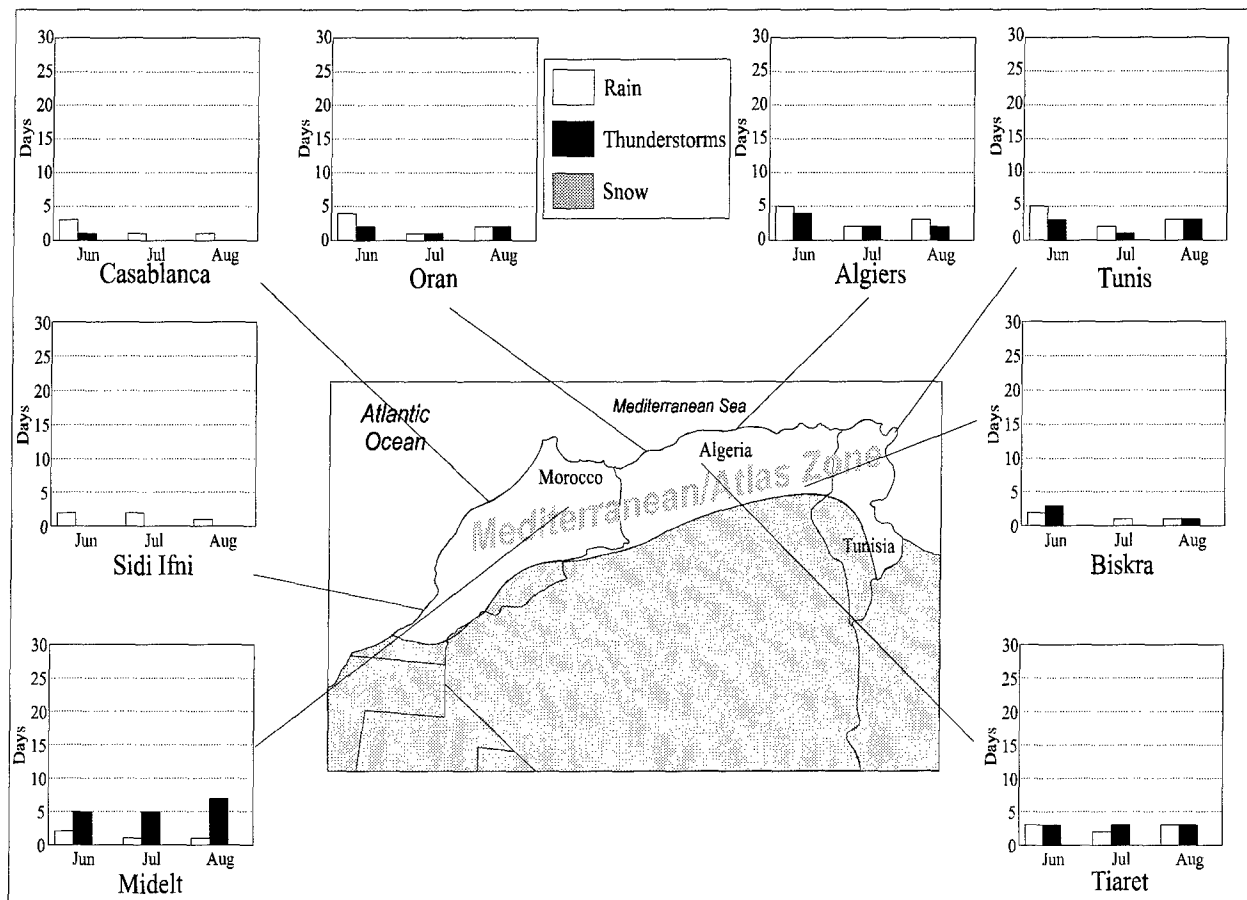 30
25
20
15
10
5
0
Days
Jun Jul Aug
Casablanca
30
25
20
15
10
5
0
Days
Jun Jul Aug
Oran
Rain
Thunderstorms
Snow
30
25
20
15
10
5
0
Days
Jun Jul Aug
Algiers
30
25
20
15
10
5
0
Days
Jun Jul Aug
Tunis
30
25
20
15
10
5
0
Days
Jun Jul Aug
Sidi Ifni
Atlantic
Ocean
Mediterranean Sea
Morocco
Algeria
Mediterranean/Atlas Zone
Tunisia
30
25
20
15
10
5
0
Days
Jun Jul Aug
Biskra
30
25
20
15
10
5
0
Days
Jun Jul Aug
Midelt
30
25
20
15
10
5
0
Days
Jun Jul Aug
Tiaret